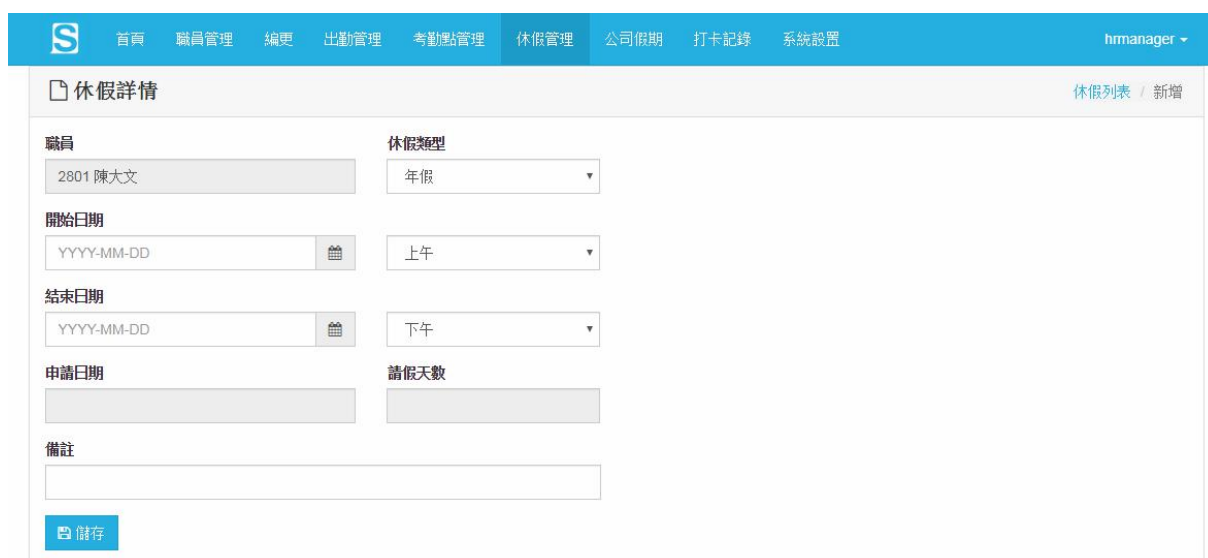 S 首頁 職員管理 編更 出勤管理 考勤點管理 休假管理 公司假期 打卡記錄 系統設置 hrmanager
休假詳情 休假列表 / 新增
職員 休假類型
2801 陳大文 年假
開始日期
YYYY-MM-DD 上午
結束日期
YYYY-MM-DD 下午
申請日期 請假天數
備註
儲存